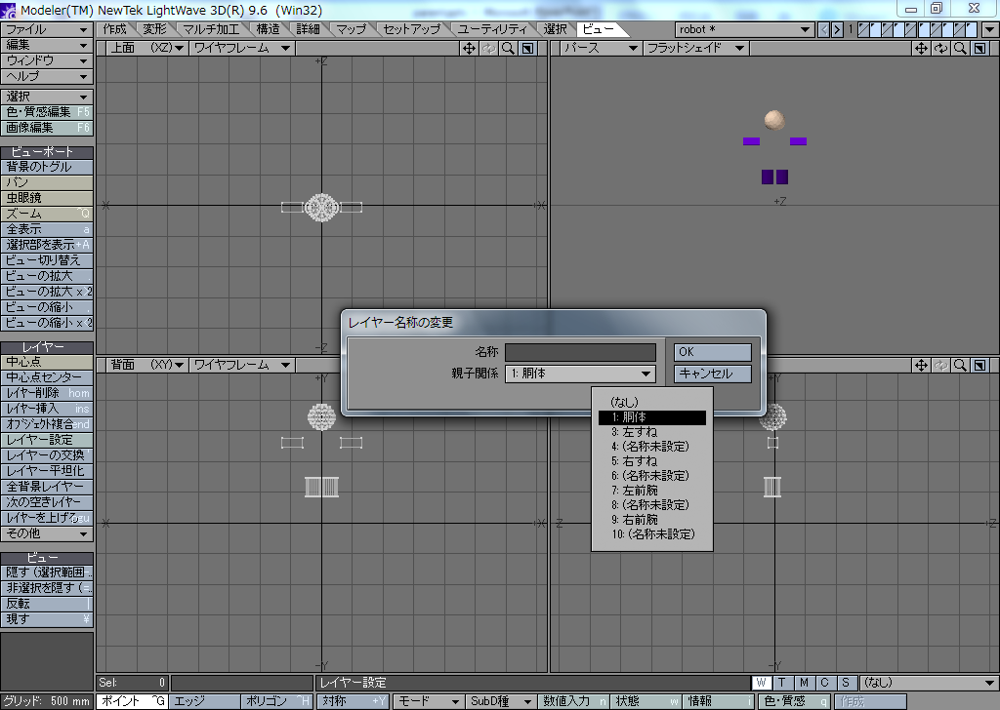 Modeler(TM) NewTek LightWave 3D(R) 9.6 (Win32)
ファイル 作成 変形 マルチ加工 構造 詳細 マップ セットアップ ユーティリティ 選択 ビュー robot * 1
編集
ウィンドウ
ヘルプ
上面 (XZ) ワイヤフレーム
パース フラットシェイド
選択
色・質感編集 F5
画像編集 F6
ビューポート
背景のトグル
パン
虫眼鏡
ズーム ^Q
全表示 a
選択部を表示 +A
ビュー切り替え
ビューの拡大 .
ビューの拡大 x 2
ビューの縮小 ,
ビューの縮小 x 2
レイヤー
中心点
中心点センター
レイヤー削除 hom
レイヤー挿入 ins
オブジェクト複合 end
レイヤー設定
レイヤーの交換 '
レイヤー平坦化
全背景レイヤー
次の空きレイヤー
レイヤーを上げる pgu
その他
ビュー
隠す (選択範囲 -
非選択を隠す (=
反転 |
現す ¥
+Z
-X
+X
-Z
+Z
背面 (XY) ワイヤフレーム
+Y
+Y
-X
-Z
+Z
-Y
-Y
レイヤー名称の変更
名称
親子関係 1: 胴体
OK
キャンセル
(なし)
1: 胴体
3: 左すね
4: (名称未設定)
5: 右すね
6: (名称未設定)
7: 左前腕
8: (名称未設定)
9: 右前腕
10: (名称未設定)
Sel: 0 レイヤー設定 W T M C S (なし)
グリッド: 500 mm ポイント ^G エッジ ポリゴン ^H 対称 +Y モード SubD種 数値入力 n 状態 w 情報 i 色・質感 q 作成